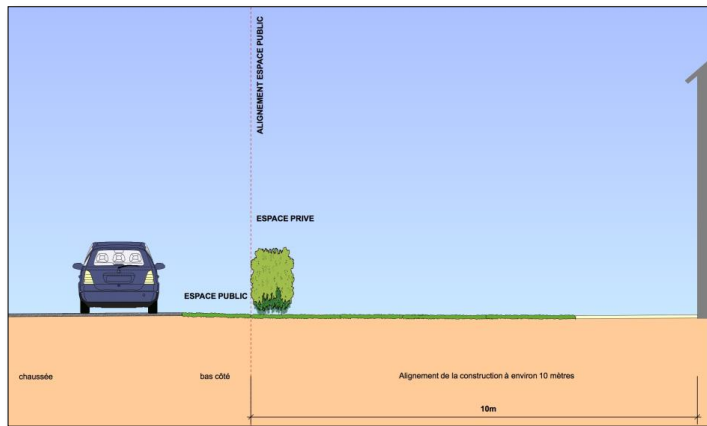 ALIGNEMENT ESPACE PUBLIC
ESPACE PRIVE
ESPACE PUBLIC
chaussée
bas côté
Alignement de la construction à environ 10 mètres
10m